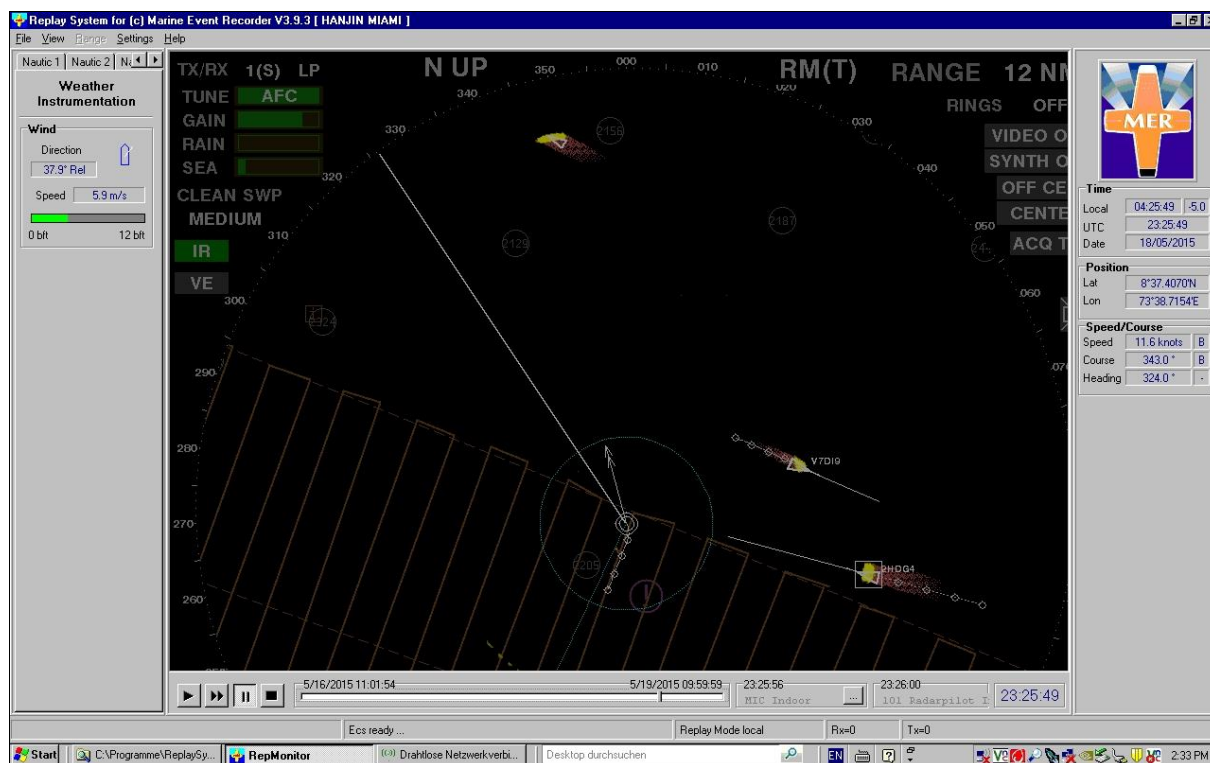 Replay System for (c) Marine Event Recorder V3.9.3 [ HANJIN MIAMI ]
File View Range Settings Help
Nautic 1 Nautic 2
Weather
Instrumentation
Wind
Direction
37.9° Rel
Speed 5.9 m/s
0 bft 12 bft
TX/RX 1(S) LP
TUNE AFC
GAIN
RAIN
SEA
CLEAN SWP
MEDIUM
IR
VE
N UP
RM(T)
RANGE 12 NM
RINGS OFF
VIDEO O
SYNTH O
OFF CE
CENTE
ACQ T
350 000 010
340 020
330 030
320 040
310 050
300 060
290 07
280
270
260
2156
2187
2129
2324
V7DI9
2HDG4
2205
MER
Time
Local 04:25:49 -5.0
UTC 23:25:49
Date 18/05/2015
Position
Lat 8°37.4070'N
Lon 73°38.7154'E
Speed/Course
Speed 11.6 knots B
Course 343.0 ° B
Heading 324.0 ° -
5/16/2015 11:01:54 5/19/2015 09:59:59
23:25:56
MIC Indoor ...
23:26:00
101 Radarpilot
23:25:49
Ecs ready ... Replay Mode local Rx=0 Tx=0
Start C:\Programme\ReplaySy... RepMonitor Drahtlose Netzwerkverbi... Desktop durchsuchen EN 2:33 PM